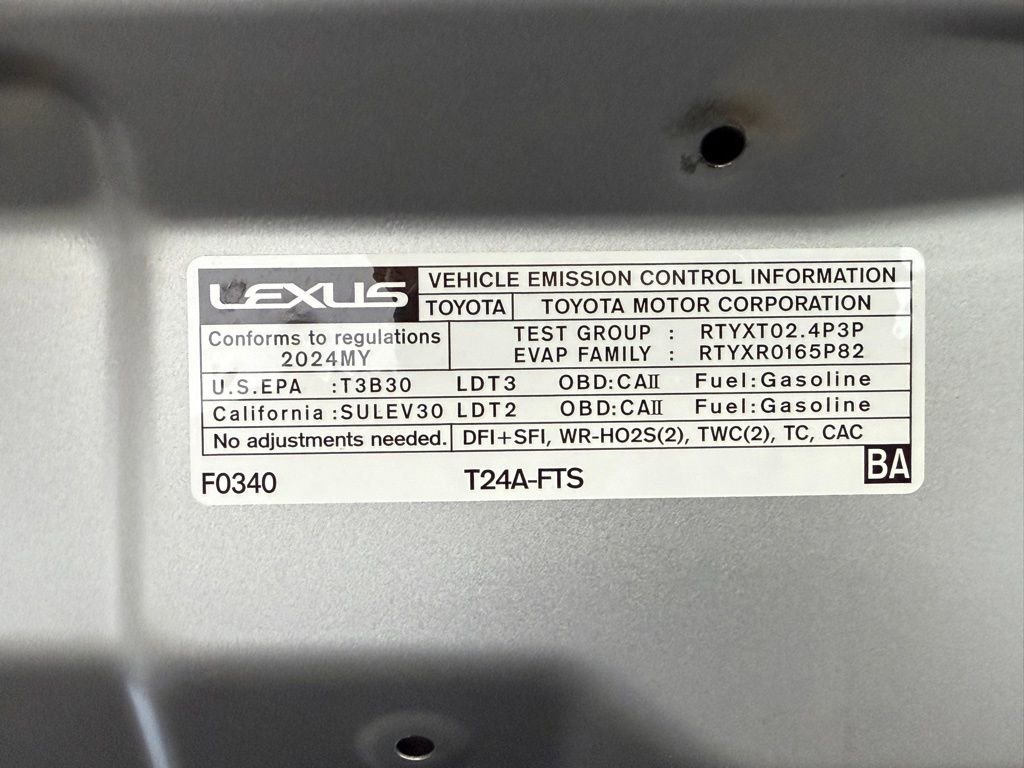 LEXUS
VEHICLE EMISSION CONTROL INFORMATION
TOYOTA TOYOTA MOTOR CORPORATION
Conforms to regulations
2024MY
TEST GROUP : RTYXT02.4P3P
EVAP FAMILY : RTYXR0165P82
U.S.EPA :T3B30 LDT3 OBD:CAII Fuel:Gasoline
California :SULEV30 LDT2 OBD:CAII Fuel:Gasoline
No adjustments needed. DFI+SFI, WR-HO2S(2), TWC(2), TC, CAC
F0340 T24A-FTS BA